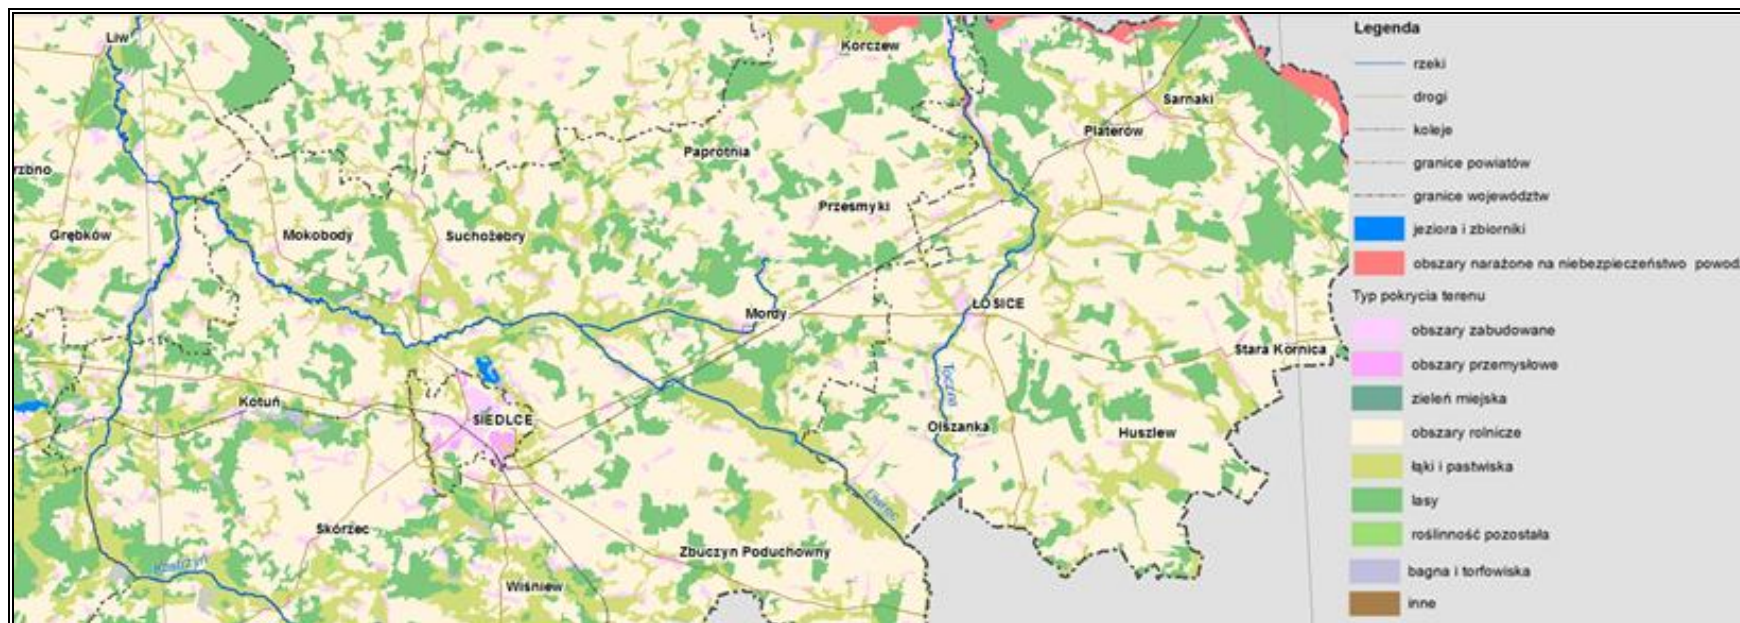 Liw
Korczew
Sarnaki
Platerów
Paprotnia
rzbno
Przesmyki
Grębków
Mokobody
Suchożebry
Mordy
ŁOSICE
Stara Kornica
Toczna
Kotuń
SIEDLCE
Olszanka
Huszlew
Liwiec
Skórzec
Zbuczyn Poduchowny
Kostrzyń
Wiśniew
Legenda
rzeki
drogi
koleje
granice powiatów
granice województw
jeziora i zbiorniki
obszary narażone na niebezpieczeństwo powod
Typ pokrycia terenu
obszary zabudowane
obszary przemysłowe
zieleń miejska
obszary rolnicze
łąki i pastwiska
lasy
roślinność pozostała
bagna i torfowiska
inne